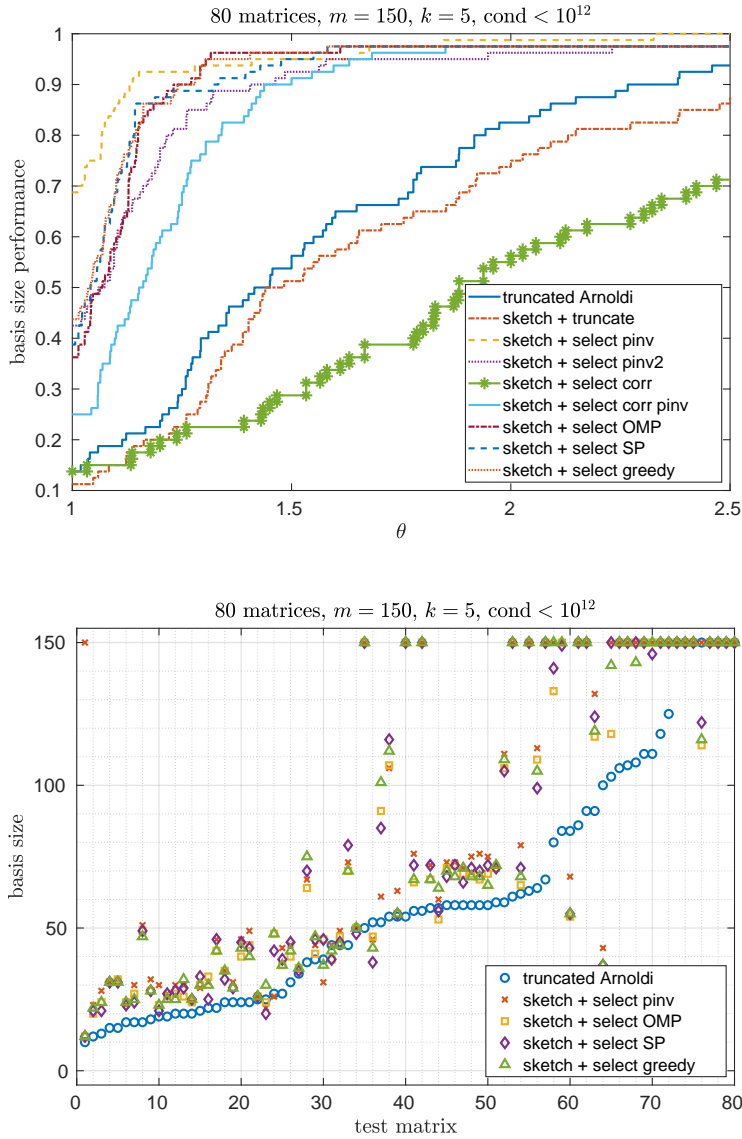 80 matrices, m = 150, k = 5, cond < 10^12
basis size performance
1
0.9
0.8
0.7
0.6
0.5
0.4
0.3
0.2
0.1
truncated Arnoldi
sketch + truncate
sketch + select pinv
sketch + select pinv2
sketch + select corr
sketch + select corr pinv
sketch + select OMP
sketch + select SP
sketch + select greedy
1 1.5 2 2.5
θ
80 matrices, m = 150, k = 5, cond < 10^12
basis size
150
100
50
0
truncated Arnoldi
sketch + select pinv
sketch + select OMP
sketch + select SP
sketch + select greedy
0 10 20 30 40 50 60 70 80
test matrix